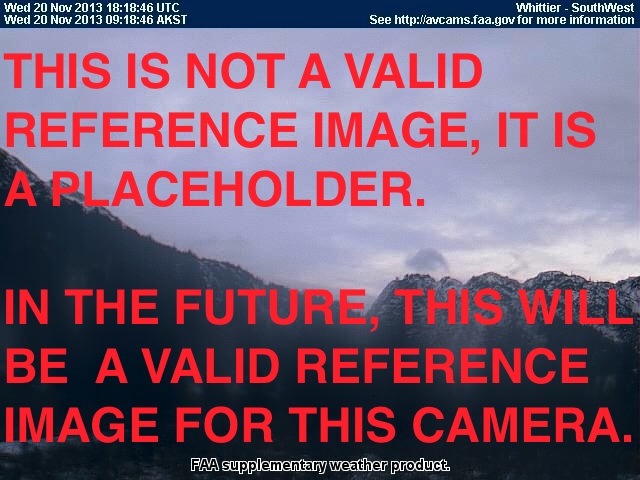 Wed 20 Nov 2013 18:18:46 UTC Whittier - SouthWest
Wed 20 Nov 2013 09:18:46 AKST See http://avcams.faa.gov for more information
THIS IS NOT A VALID
REFERENCE IMAGE, IT IS
A PLACEHOLDER.
IN THE FUTURE, THIS WILL
BE  A VALID REFERENCE
IMAGE FOR THIS CAMERA.
FAA supplementary weather product.